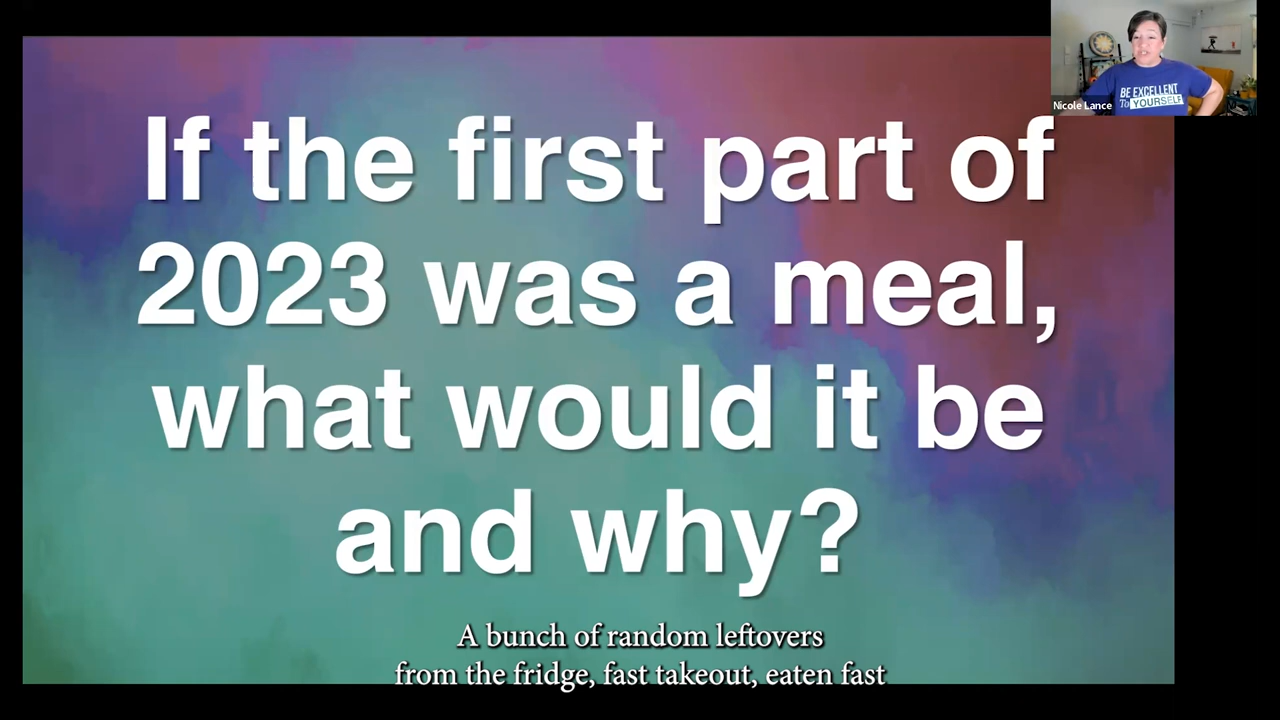 BE EXCELLENT
To YOURSELF
Nicole Lance
If the first part of
2023 was a meal,
what would it be
and why?
A bunch of random leftovers
from the fridge, fast takeout, eaten fast